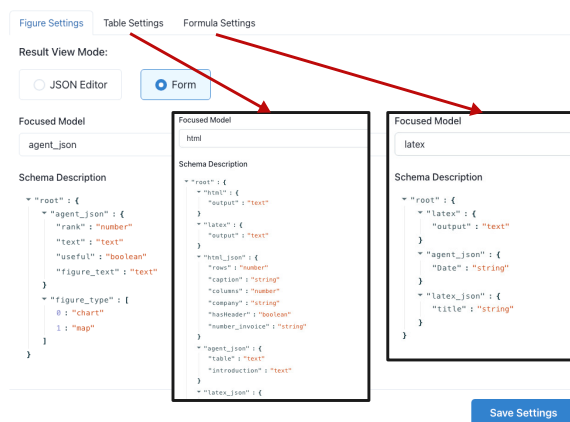 Figure Settings Table Settings Formula Settings
Result View Mode:
JSON Editor Form
Focused Model
agent_json
Schema Description
"root" : {
"agent_json" : {
"rank" : "number"
"text" : "text"
"useful" : "boolean"
"figure_text" : "text"
}
"figure_type" : [
0 : "chart"
1 : "map"
]
}
Focused Model
html
Schema Description
"root" : {
"html" : {
"output" : "text"
}
"latex" : {
"output" : "text"
}
"html_json" : {
"rows" : "number"
"caption" : "string"
"columns" : "number"
"company" : "string"
"hasHeader" : "boolean"
"number_invoice" : "string"
}
"agent_json" : {
"table" : "text"
"introduction" : "text"
}
"latex_json" : {
Focused Model
latex
Schema Description
"root" : {
"latex" : {
"output" : "text"
}
"agent_json" : {
"Date" : "string"
}
"latex_json" : {
"title" : "string"
}
}
Save Settings